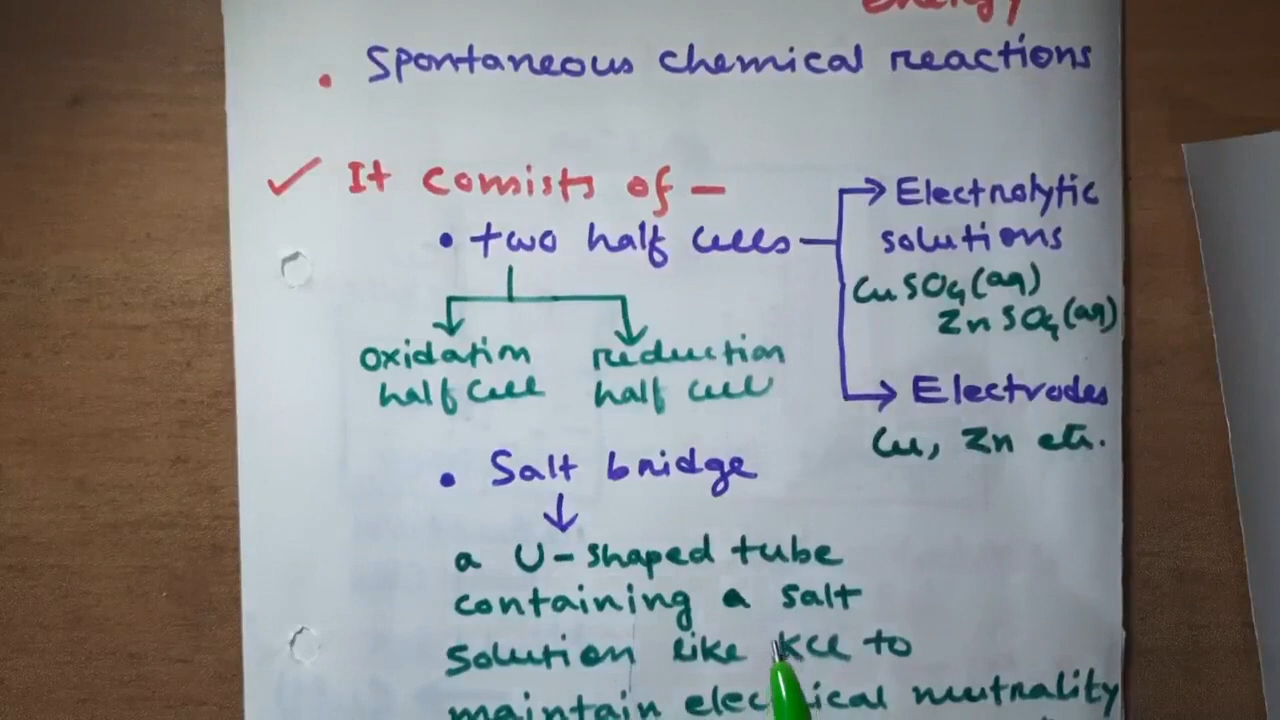 energy
• Spontaneous chemical reactions
✓ It consists of –
• two half cells
→ Electrolytic
solutions
CuSO4 (aq)
ZnSO4 (aq)
oxidation
half cell
reduction
half cell
→ Electrodes
Cu, Zn etc.
• Salt bridge
↓
a U-shaped tube
containing a salt
solution like KCl to
maintain electrical neutrality